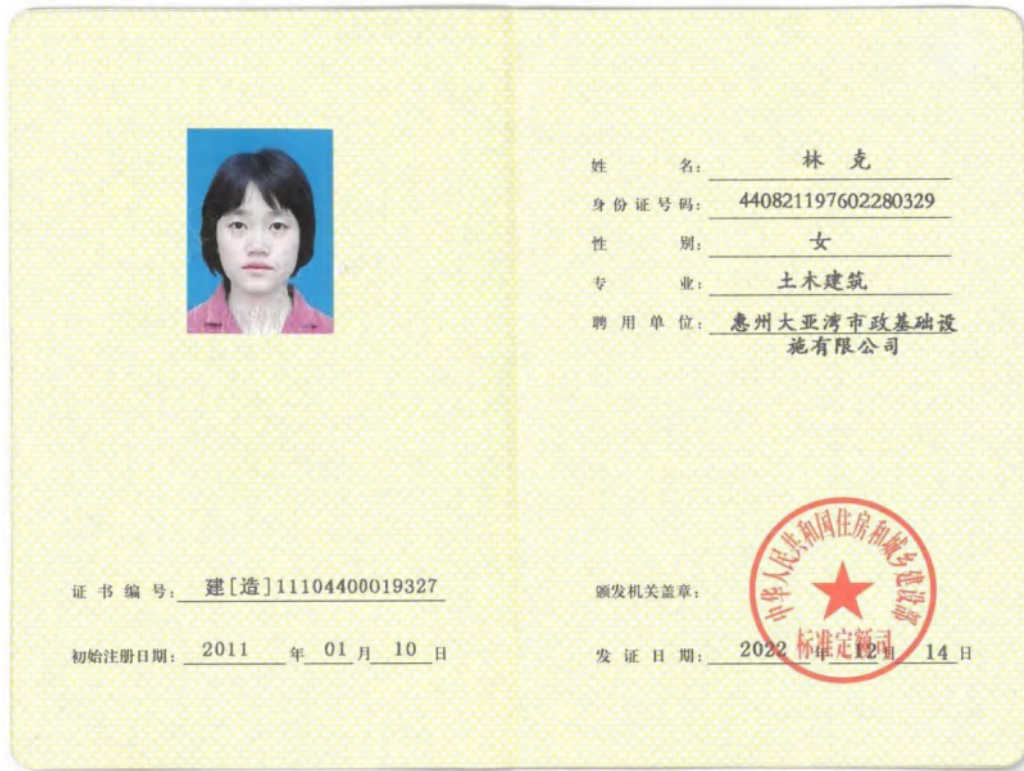 证书编号:建[造]11104400019327
初始注册日期:2011年01月10日
姓名:林克
身份证号码:440821197602280329
性别:女
专业:土木建筑
聘用单位:惠州大亚湾市政基础设
施有限公司
颁发机关盖章:
中华人民共和国住房和城乡建设部
标准定额司
发证日期:2022年12月14日